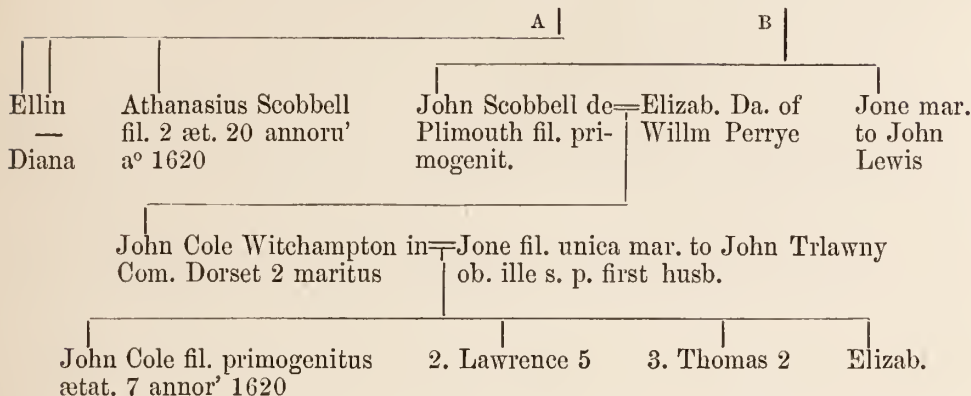 A B
Ellin
—
Diana
Athanasius Scobbell
fil. 2 æt. 20 annoru'
aº 1620
John Scobbell de
Plimouth fil. pri-
mogenit.
Elizab. Da. of
Willm Perrye
Jone mar.
to John
Lewis
John Cole Witchampton in
Com. Dorset 2 maritus
Jone fil. unica mar. to John Trlawny
ob. ille s. p. first husb.
John Cole fil. primogenitus
ætat. 7 annor' 1620
2. Lawrence 5
3. Thomas 2
Elizab.